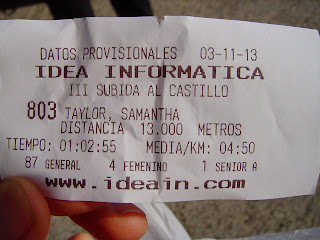 DATOS PROVISIONALES 03-11-13
IDEA INFORMATICA
III SUBIDA AL CASTILLO
803 TAYLOR, SAMANTHA
DISTANCIA 13.000 METROS
TIEMPO: 01:02:55 MEDIA/KM: 04:50
87 GENERAL 4 FEMENINO 1 SENIOR A
www.ideain.com